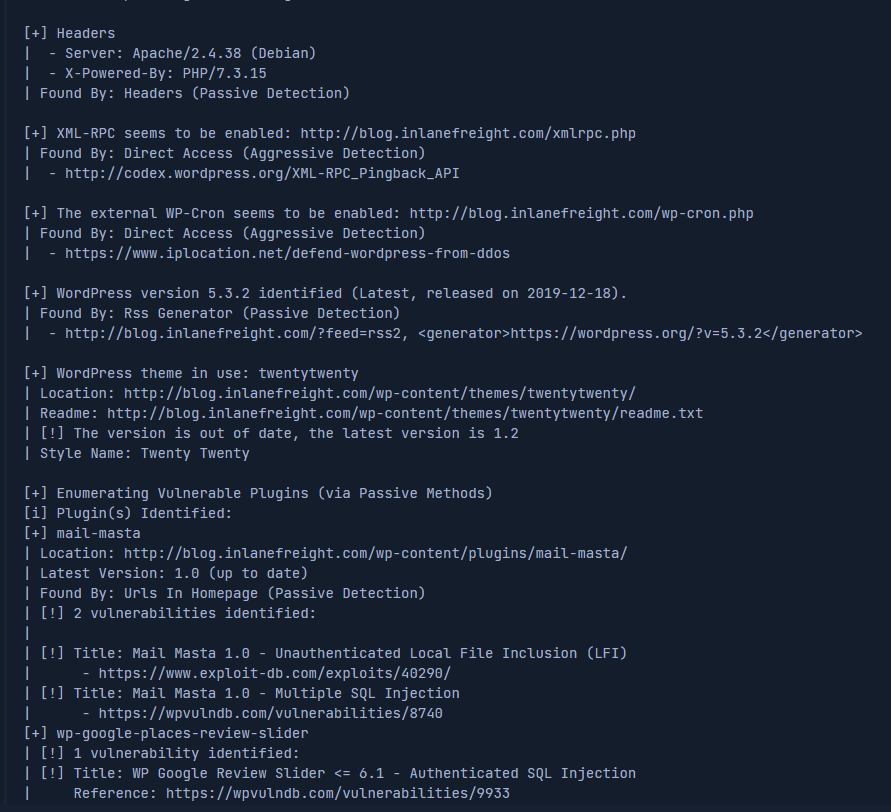 [+] Headers
|  - Server: Apache/2.4.38 (Debian)
|  - X-Powered-By: PHP/7.3.15
| Found By: Headers (Passive Detection)
[+] XML-RPC seems to be enabled: http://blog.inlanefreight.com/xmlrpc.php
| Found By: Direct Access (Aggressive Detection)
|  - http://codex.wordpress.org/XML-RPC_Pingback_API
[+] The external WP-Cron seems to be enabled: http://blog.inlanefreight.com/wp-cron.php
| Found By: Direct Access (Aggressive Detection)
|  - https://www.iplocation.net/defend-wordpress-from-ddos
[+] WordPress version 5.3.2 identified (Latest, released on 2019-12-18).
| Found By: Rss Generator (Passive Detection)
|  - http://blog.inlanefreight.com/?feed=rss2, <generator>https://wordpress.org/?v=5.3.2</generator>
[+] WordPress theme in use: twentytwenty
| Location: http://blog.inlanefreight.com/wp-content/themes/twentytwenty/
| Readme: http://blog.inlanefreight.com/wp-content/themes/twentytwenty/readme.txt
| [!] The version is out of date, the latest version is 1.2
| Style Name: Twenty Twenty
[+] Enumerating Vulnerable Plugins (via Passive Methods)
[i] Plugin(s) Identified:
[+] mail-masta
| Location: http://blog.inlanefreight.com/wp-content/plugins/mail-masta/
| Latest Version: 1.0 (up to date)
| Found By: Urls In Homepage (Passive Detection)
| [!] 2 vulnerabilities identified:
|
| [!] Title: Mail Masta 1.0 - Unauthenticated Local File Inclusion (LFI)
|      - https://www.exploit-db.com/exploits/40290/
| [!] Title: Mail Masta 1.0 - Multiple SQL Injection
|      - https://wpvulndb.com/vulnerabilities/8740
[+] wp-google-places-review-slider
| [!] 1 vulnerability identified:
| [!] Title: WP Google Review Slider <= 6.1 - Authenticated SQL Injection
|     Reference: https://wpvulndb.com/vulnerabilities/9933